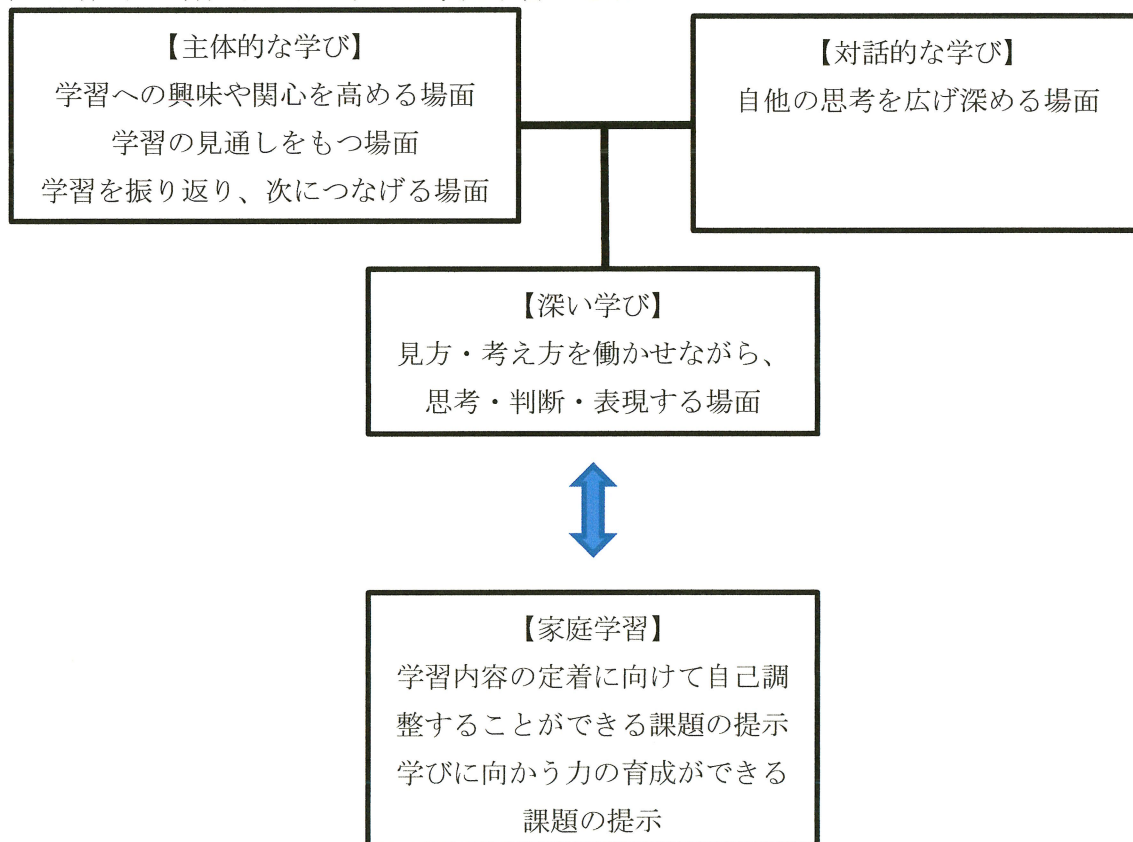 【主体的な学び】
学習への興味や関心を高める場面
学習の見通しをもつ場面
学習を振り返り、次につなげる場面
【対話的な学び】
自他の思考を広げ深める場面
【深い学び】
見方・考え方を働かせながら、
思考・判断・表現する場面
【家庭学習】
学習内容の定着に向けて自己調
整することができる課題の提示
学びに向かう力の育成ができる
課題の提示